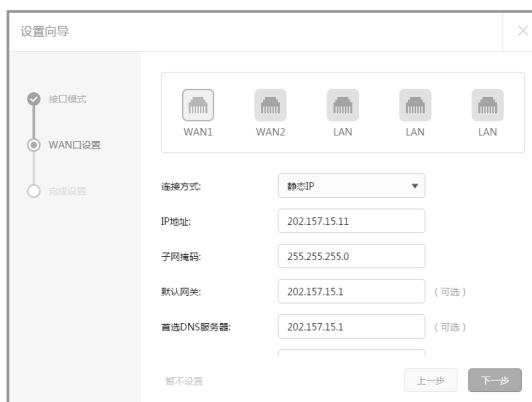 设置向导
接口模式
WAN口设置
完成设置
WAN1 WAN2 LAN LAN LAN
连接方式: 静态IP
IP地址: 202.157.15.11
子网掩码: 255.255.255.0
默认网关: 202.157.15.1 (可选)
首选DNS服务器: 202.157.15.1 (可选)
暂不设置 上一步 下一步